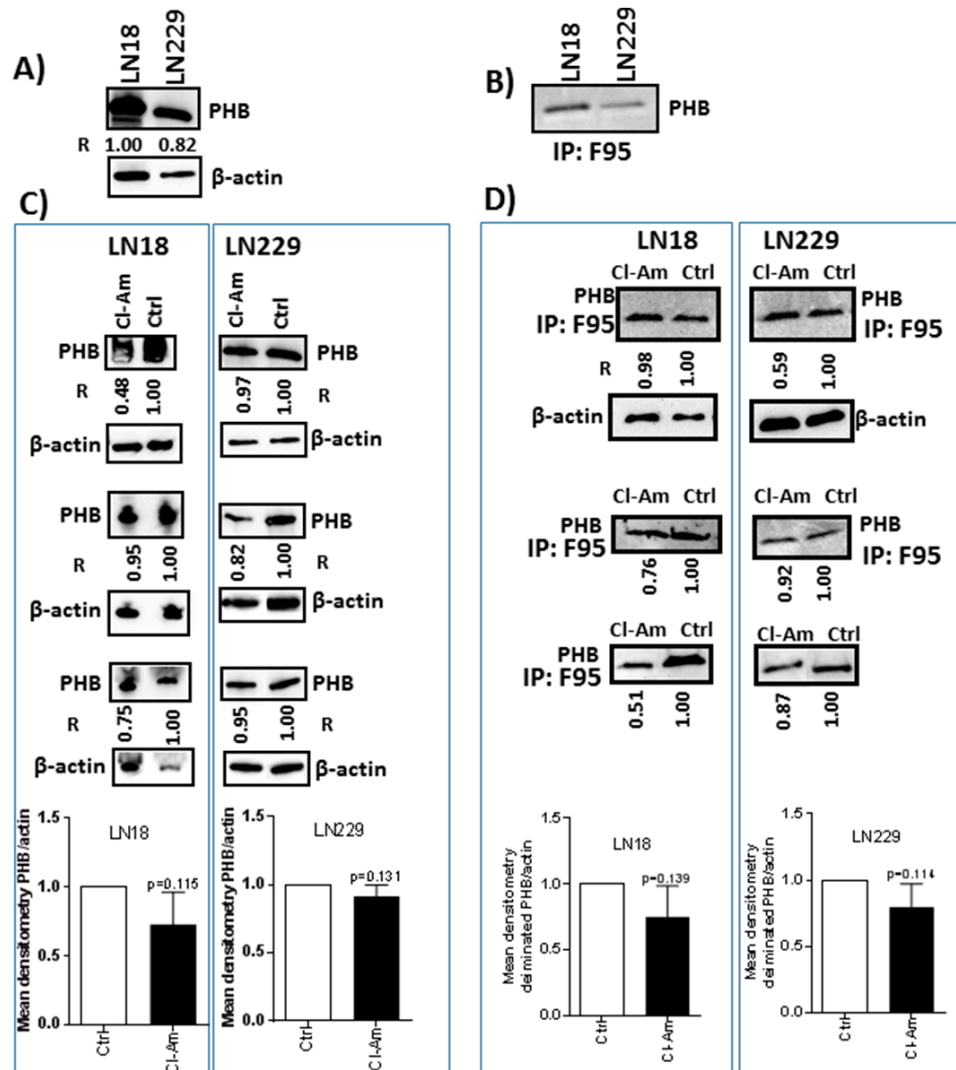 A)
LN18 LN229
PHB
R 1.00 0.82
β-actin
B)
LN18 LN229
PHB
IP: F95
C)
LN18
Cl-Am Ctrl
PHB
R 0.48 1.00
β-actin
PHB
R 0.95 1.00
β-actin
PHB
R 0.75 1.00
β-actin
Mean densitometry PHB/actin
1.5
1.0
0.5
0.0
LN18
p=0.115
Ctrl Cl-Am
LN229
Cl-Am Ctrl
PHB
0.97 1.00 R
β-actin
PHB
0.82 1.00 R
β-actin
PHB
0.95 1.00 R
β-actin
Mean densitometry PHB/actin
1.5
1.0
0.5
0.0
LN229
p=0.131
Ctrl Cl-Am
D)
LN18
Cl-Am Ctrl
PHB
IP: F95
R 0.98 1.00
β-actin
Cl-Am Ctrl
PHB
IP: F95
0.76 1.00
Cl-Am Ctrl
PHB
IP: F95
0.51 1.00
Mean densitometry
deiminated PHB/actin
1.5
1.0
0.5
0.0
LN18
p=0.139
Ctrl Cl-Am
LN229
Cl-Am Ctrl
PHB
IP: F95
0.59 1.00
β-actin
Cl-Am Ctrl
PHB
IP: F95
0.92 1.00
Cl-Am Ctrl
0.87 1.00
Mean densitometry
deiminated PHB/actin
1.5
1.0
0.5
0.0
LN229
p=0.114
Ctrl Cl-Am